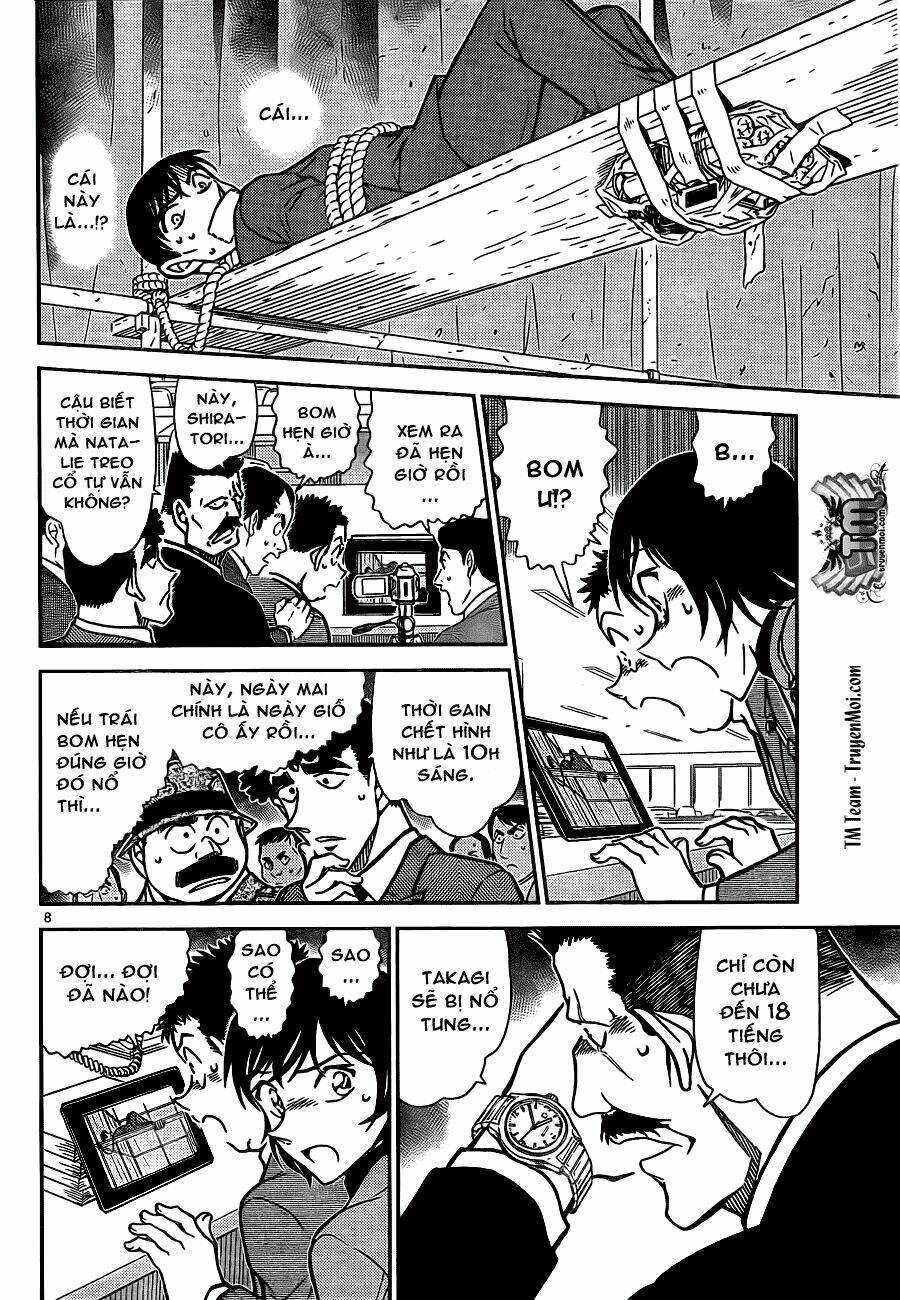 CÁI...
CÁI
NÀY
LÀ...!?
B...
BOM
Ư!?
XEM RA
ĐÃ HẸN
GIỜ RỒI
...
BOM
HẸN GIỜ
À...
NÀY,
SHIRA-
TORI...
CẬU BIẾT
THỜI GIAN
MÀ NATA-
LIE TREO
CỔ TỰ VẪN
KHÔNG?
THỜI GAIN
CHẾT HÌNH
NHƯ LÀ 10H
SÁNG.
NÀY, NGÀY MAI
CHÍNH LÀ NGÀY GIỖ
CÔ ẤY RỒI...
NẾU TRÁI
BOM HẸN
ĐÚNG GIỜ
ĐÓ NỔ
THÌ...
8
CHỈ CÒN
CHƯA
ĐẾN 18
TIẾNG
THÔI...
TAKAGI
SẼ BỊ NỔ
TUNG...
SAO
...
SAO
CÓ
THỂ
...
ĐỢI... ĐỢI
ĐÃ NÀO!
TM
truyenmoi.com
TM Team - TruyenMoi.com